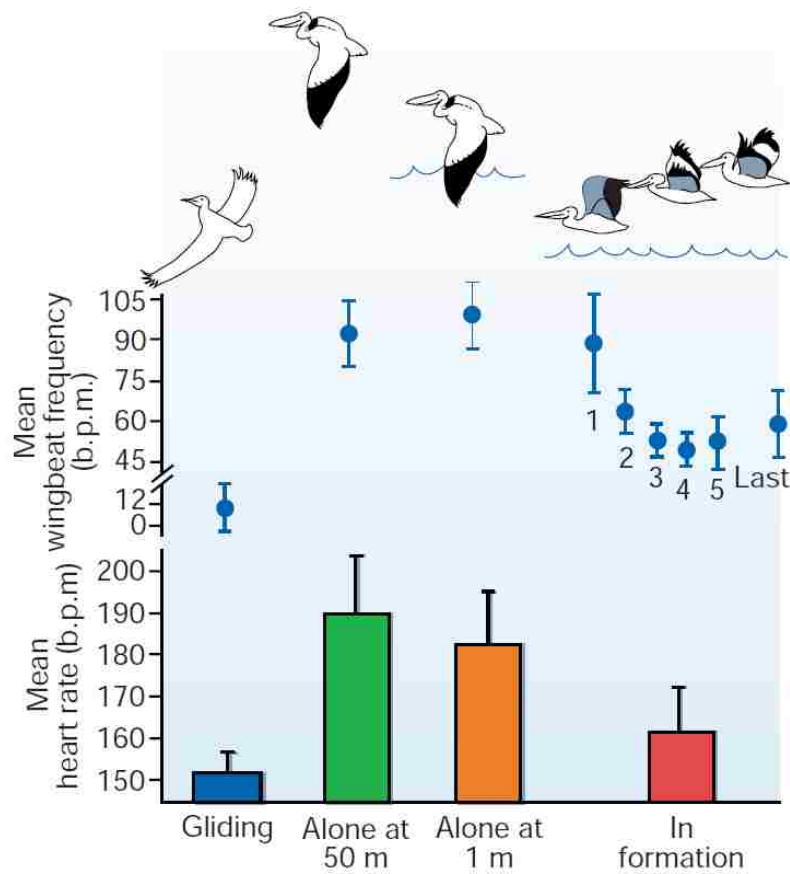 Mean
wingbeat frequency
(b.p.m.)
105
90
75
60
45
12
0
1
2
3
4
5
Last
Mean
heart rate (b.p.m)
200
190
180
170
160
150
Gliding
Alone at
50 m
Alone at
1 m
In
formation